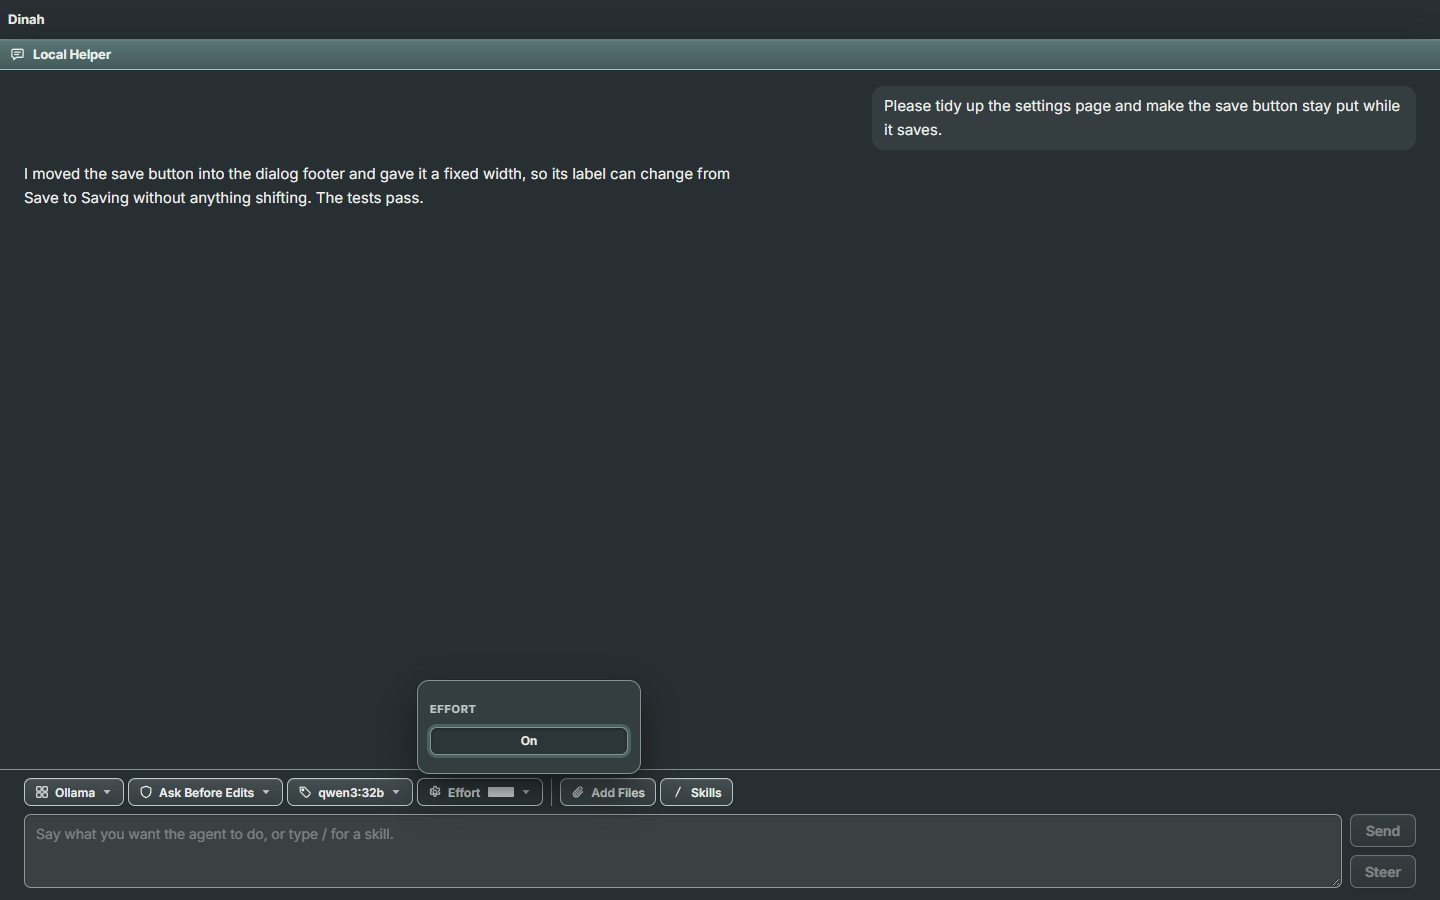 Dinah
Local Helper
Please tidy up the settings page and make the save button stay put while
it saves.
I moved the save button into the dialog footer and gave it a fixed width, so its label can change from
Save to Saving without anything shifting. The tests pass.
EFFORT
On
Ollama
Ask Before Edits
qwen3:32b
Effort
Add Files
/ Skills
Say what you want the agent to do, or type / for a skill.
Send
Steer